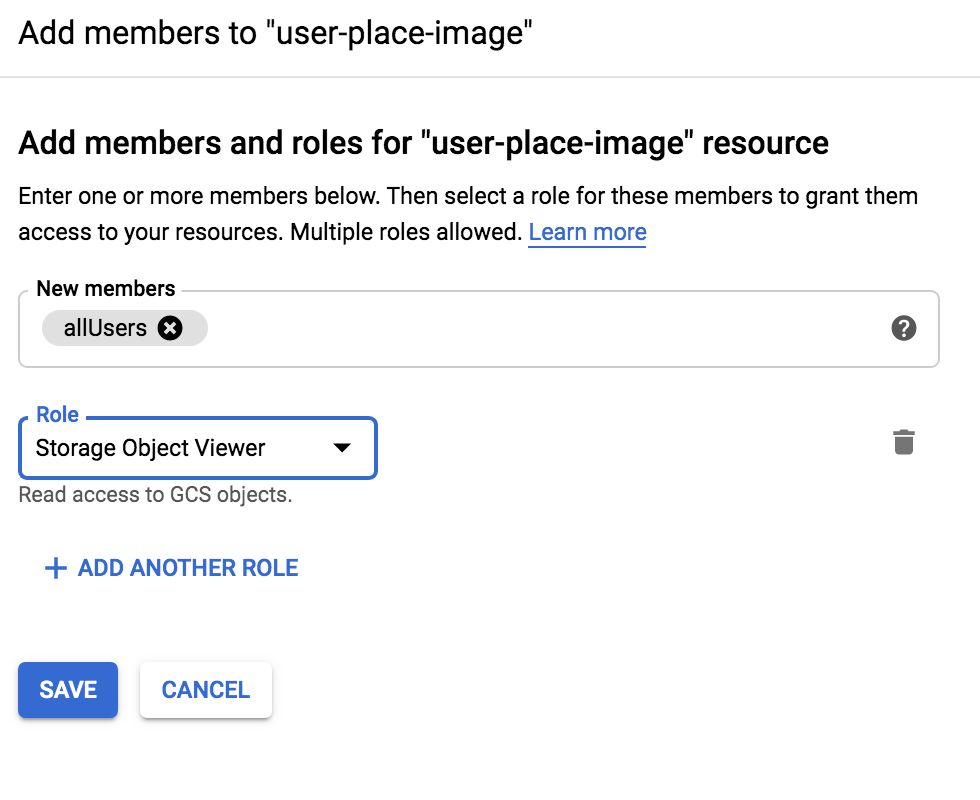 Add members to "user-place-image"
Add members and roles for "user-place-image" resource
Enter one or more members below. Then select a role for these members to grant them
access to your resources. Multiple roles allowed. Learn more
New members
allUsers
Role
Storage Object Viewer
Read access to GCS objects.
ADD ANOTHER ROLE
SAVE CANCEL